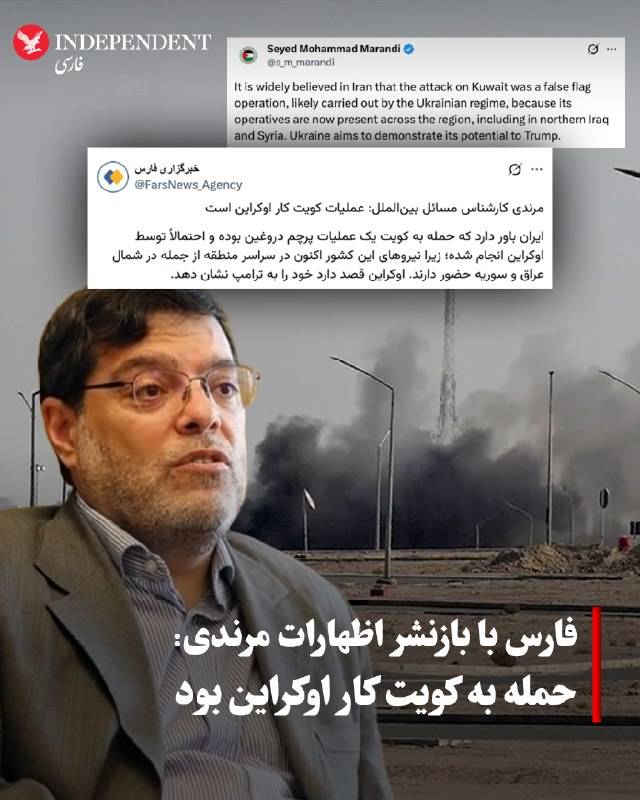 INDEPENDENT
فارسی
Seyed Mohammad Marandi
@s_m_marandi
It is widely believed in Iran that the attack on Kuwait was a false flag
operation, likely carried out by the Ukrainian regime, because its
operatives are now present across the region, including in northern Iraq
and Syria. Ukraine aims to demonstrate its potential to Trump.
خبرگزاری فارس
@FarsNews_Agency
مرندی کارشناس مسائل بین‌الملل: عملیات کویت کار اوکراین است
ایران باور دارد که حمله به کویت یک عملیات پرچم دروغین بوده و احتمالاً توسط
اوکراین انجام شده؛ زیرا نیروهای این کشور اکنون در سراسر منطقه از جمله در شمال
عراق و سوریه حضور دارند. اوکراین قصد دارد خود را به ترامپ نشان دهد.
فارس با بازنشر اظهارات مرندی:
حمله به کویت کار اوکراین بود